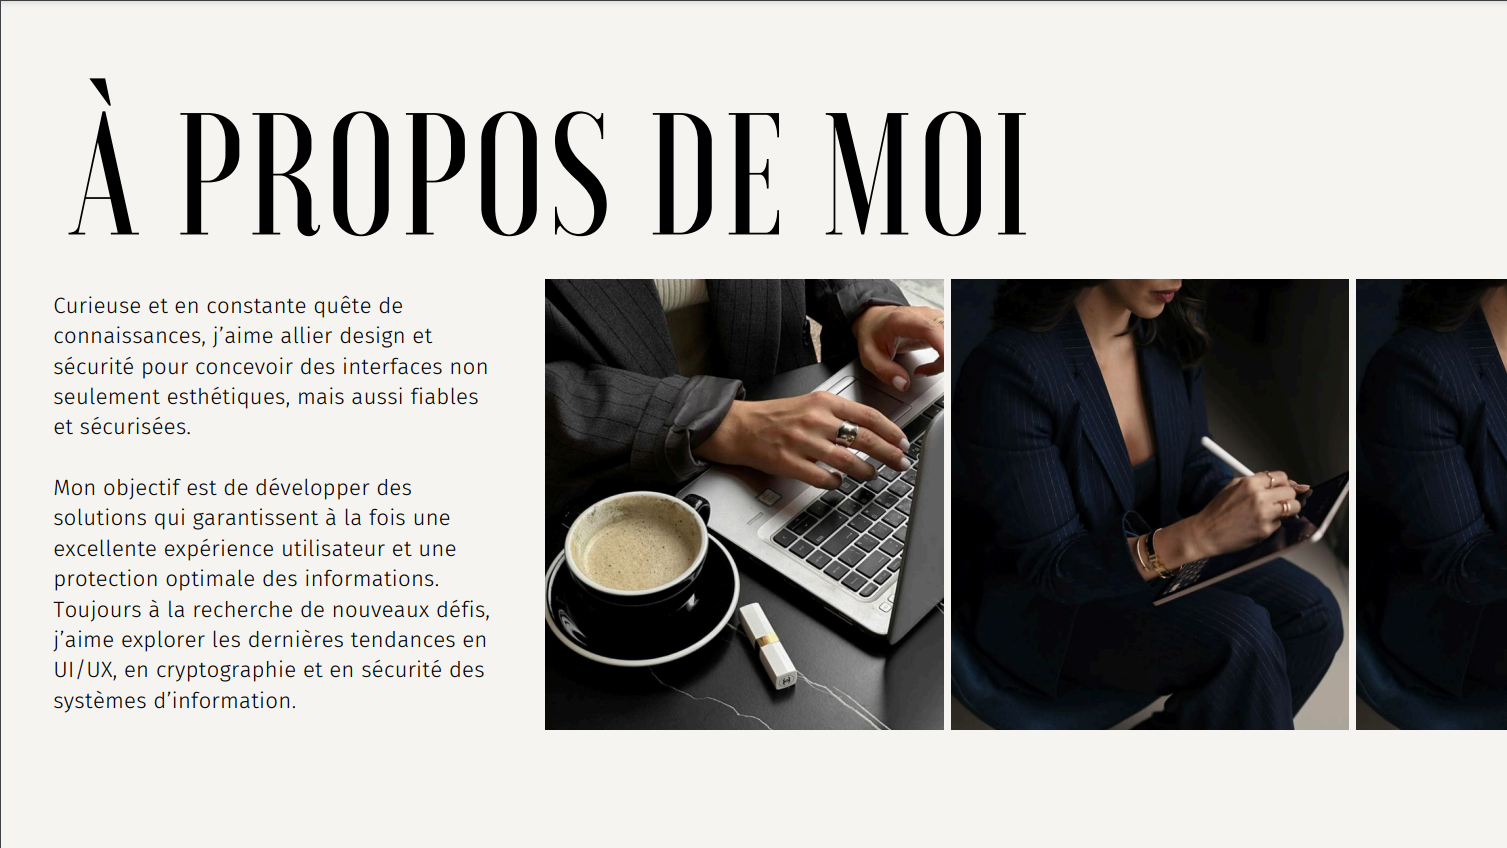 À PROPOS DE MOI
Curieuse et en constante quête de
connaissances, j’aime allier design et
sécurité pour concevoir des interfaces non
seulement esthétiques, mais aussi fiables
et sécurisées.
Mon objectif est de développer des
solutions qui garantissent à la fois une
excellente expérience utilisateur et une
protection optimale des informations.
Toujours à la recherche de nouveaux défis,
j’aime explorer les dernières tendances en
UI/UX, en cryptographie et en sécurité des
systèmes d’information.